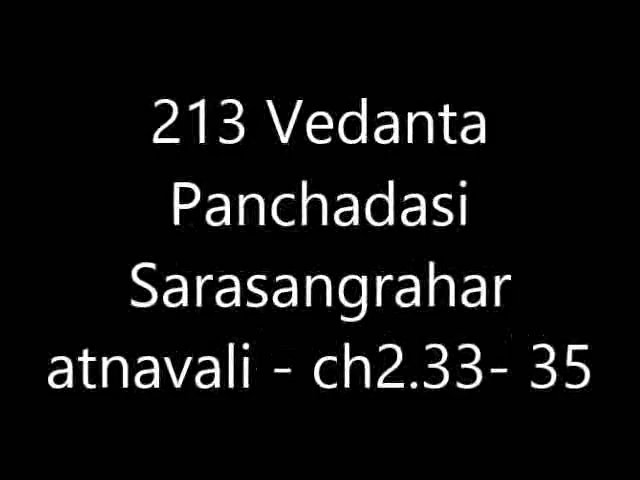 213 Vedanta
Panchadasi
Sarasangrahar
atnavali - ch2.33- 35